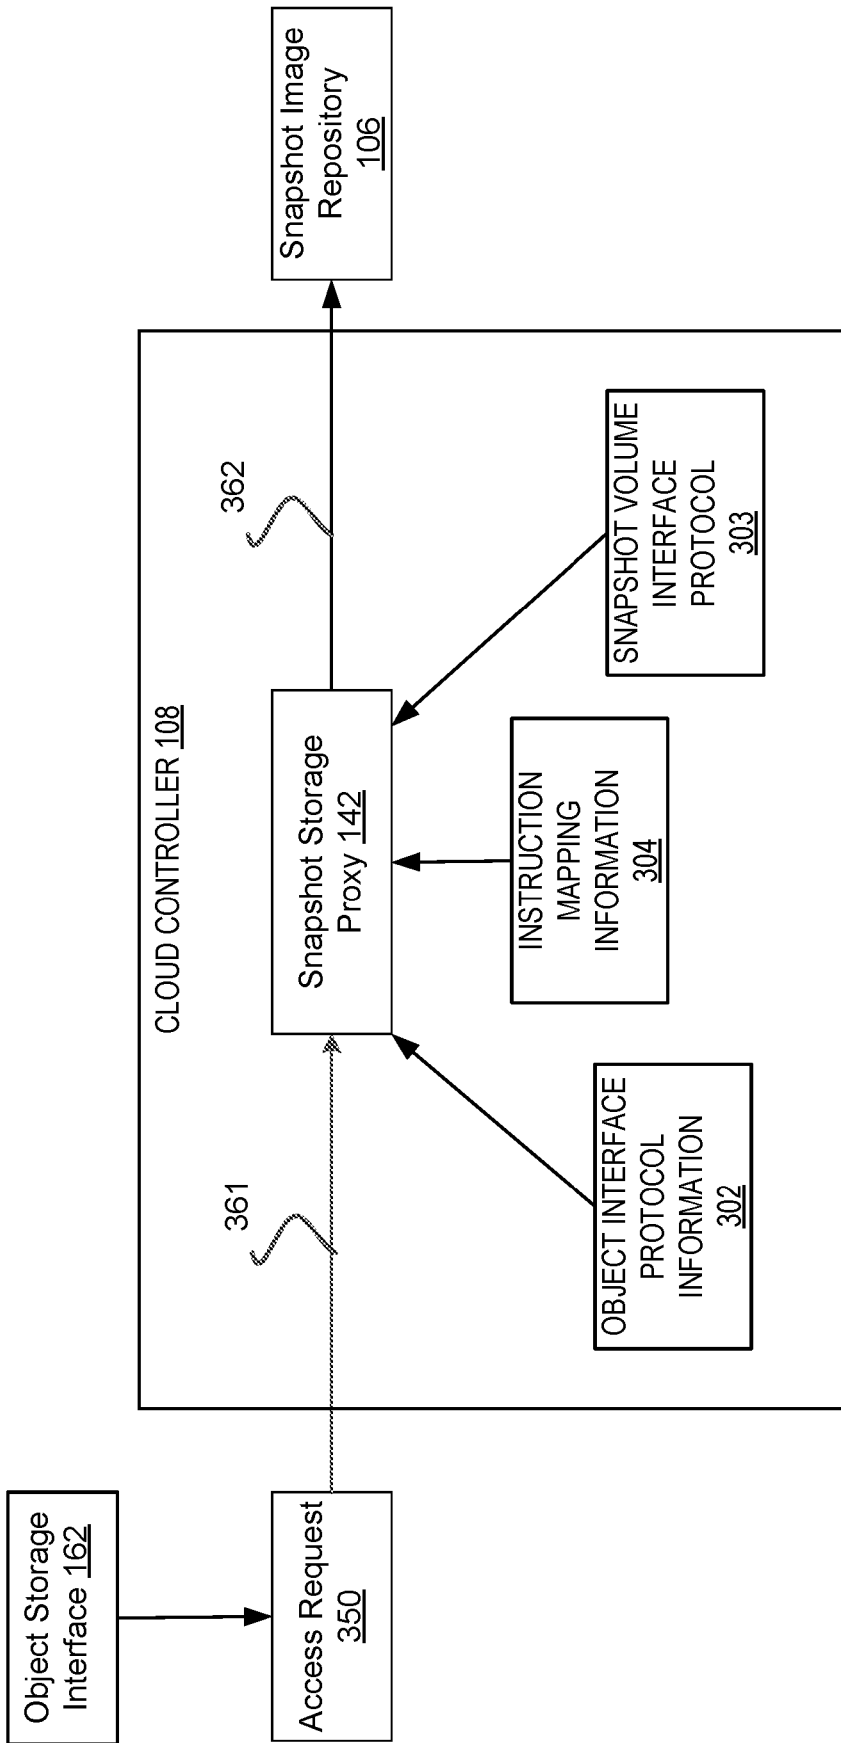 Object Storage
Interface 162
Access Request
350
361
CLOUD CONTROLLER 108
Snapshot Storage
Proxy 142
362
Snapshot Image
Repository
106
OBJECT INTERFACE
PROTOCOL
INFORMATION
302
INSTRUCTION
MAPPING
INFORMATION
304
SNAPSHOT VOLUME
INTERFACE
PROTOCOL
303